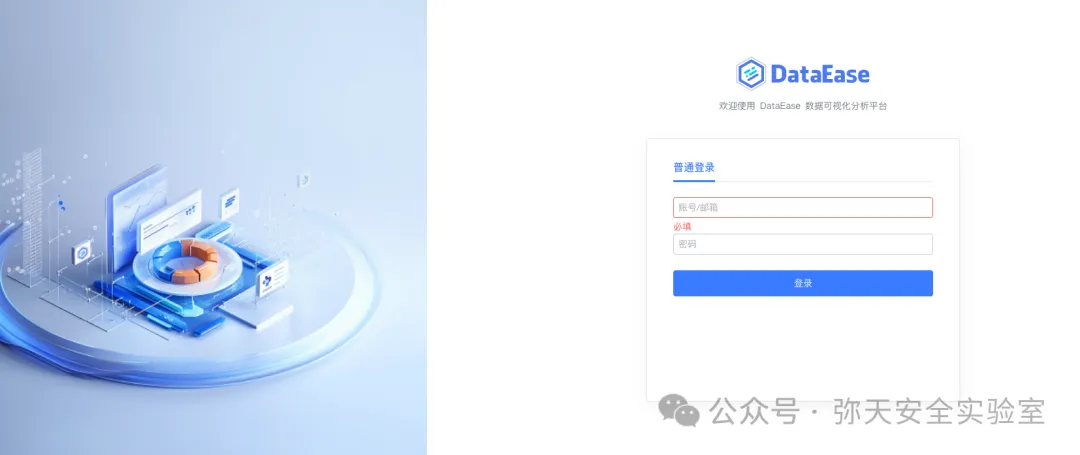 DataEase
欢迎使用 DataEase 数据可视化分析平台
普通登录
账号/邮箱
必填
密码
登录
公众号 · 弥天安全实验室